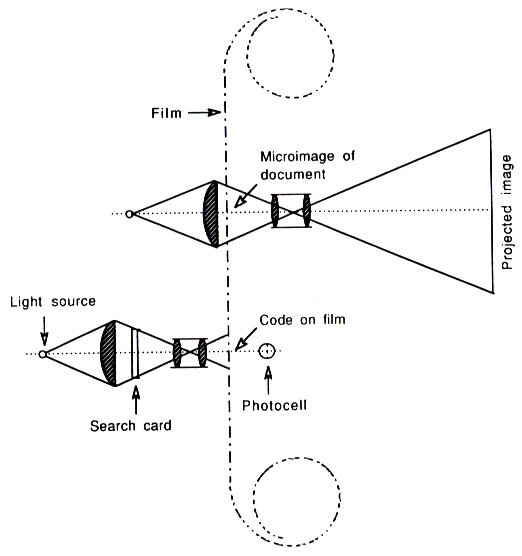 Film
Microimage of
document
Projected image
Light source
Code on film
Photocell
Search card